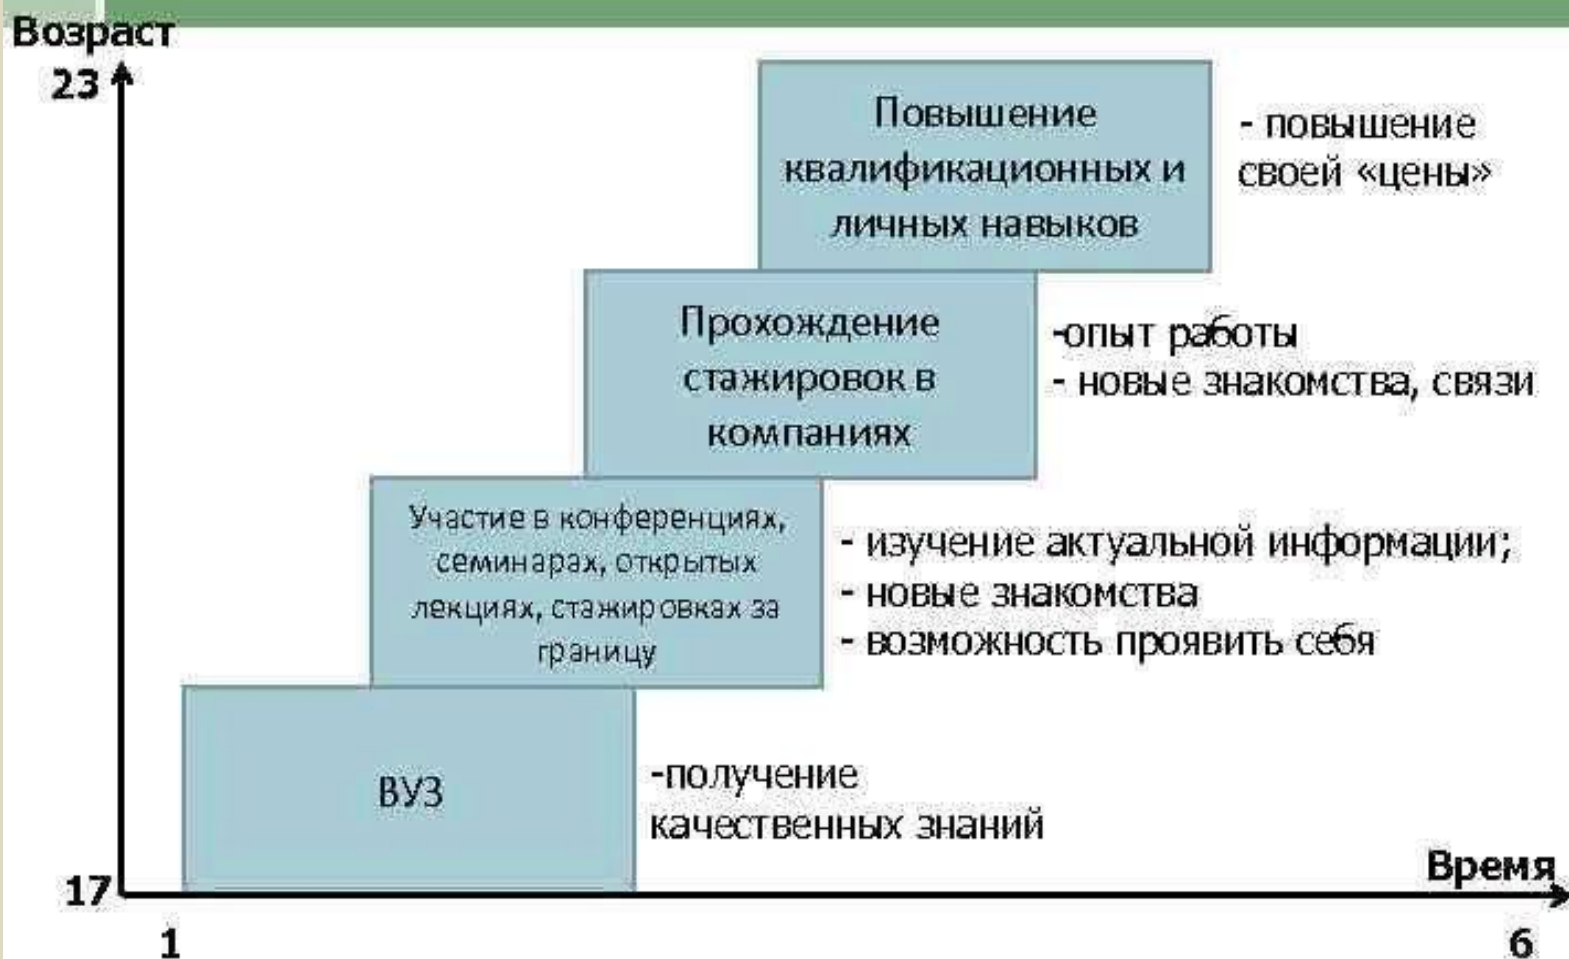 Возраст
23
Повышение
квалификационных и
личных навыков
- повышение
своей «цены»
Прохождение
стажировок в
компаниях
-опыт работы
- новые знакомства, связи
Участие в конференциях,
семинарах, открытых
лекциях, стажировках за
границу
- изучение актуальной информации;
- новые знакомства
- возможность проявить себя
ВУЗ
-получение
качественных знаний
Время
17
1
6